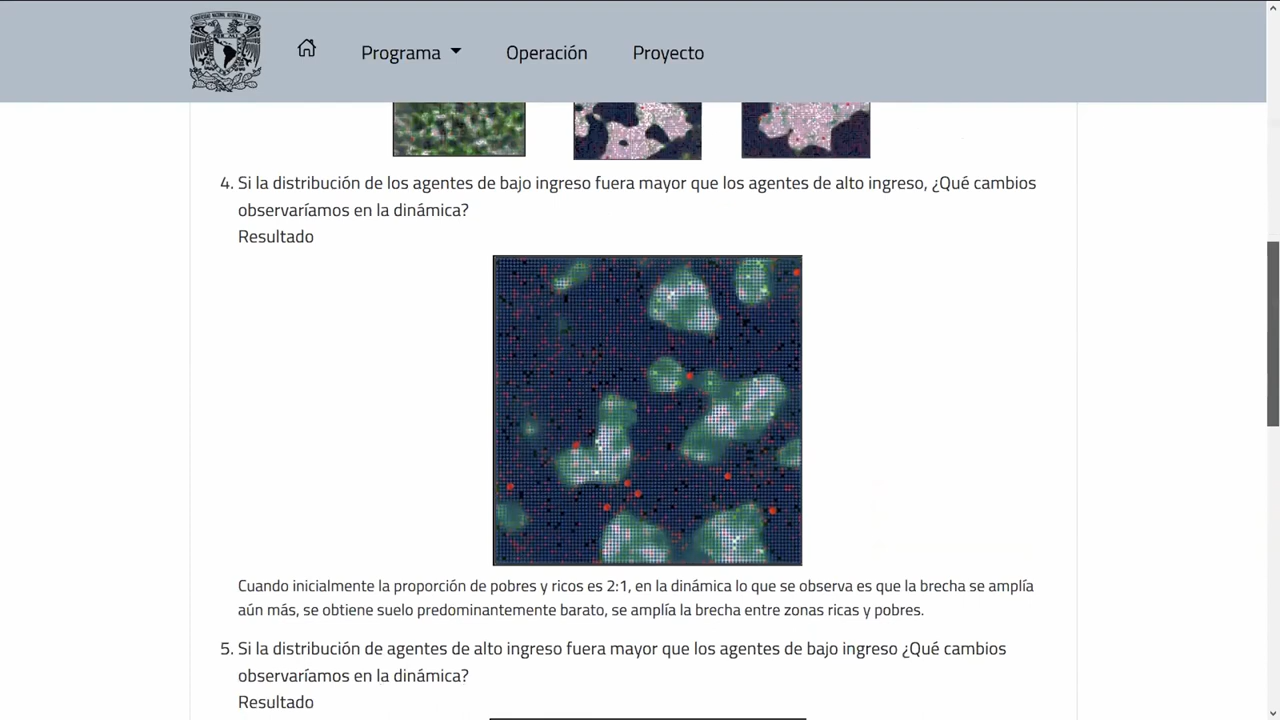 Programa
Operación
Proyecto
4. Si la distribución de los agentes de bajo ingreso fuera mayor que los agentes de alto ingreso, ¿Qué cambios
observaríamos en la dinámica?
Resultado
Cuando inicialmente la proporción de pobres y ricos es 2:1, en la dinámica lo que se observa es que la brecha se amplía
aún más, se obtiene suelo predominantemente barato, se amplía la brecha entre zonas ricas y pobres.
5. Si la distribución de agentes de alto ingreso fuera mayor que los agentes de bajo ingreso ¿Qué cambios
observaríamos en la dinámica?
Resultado